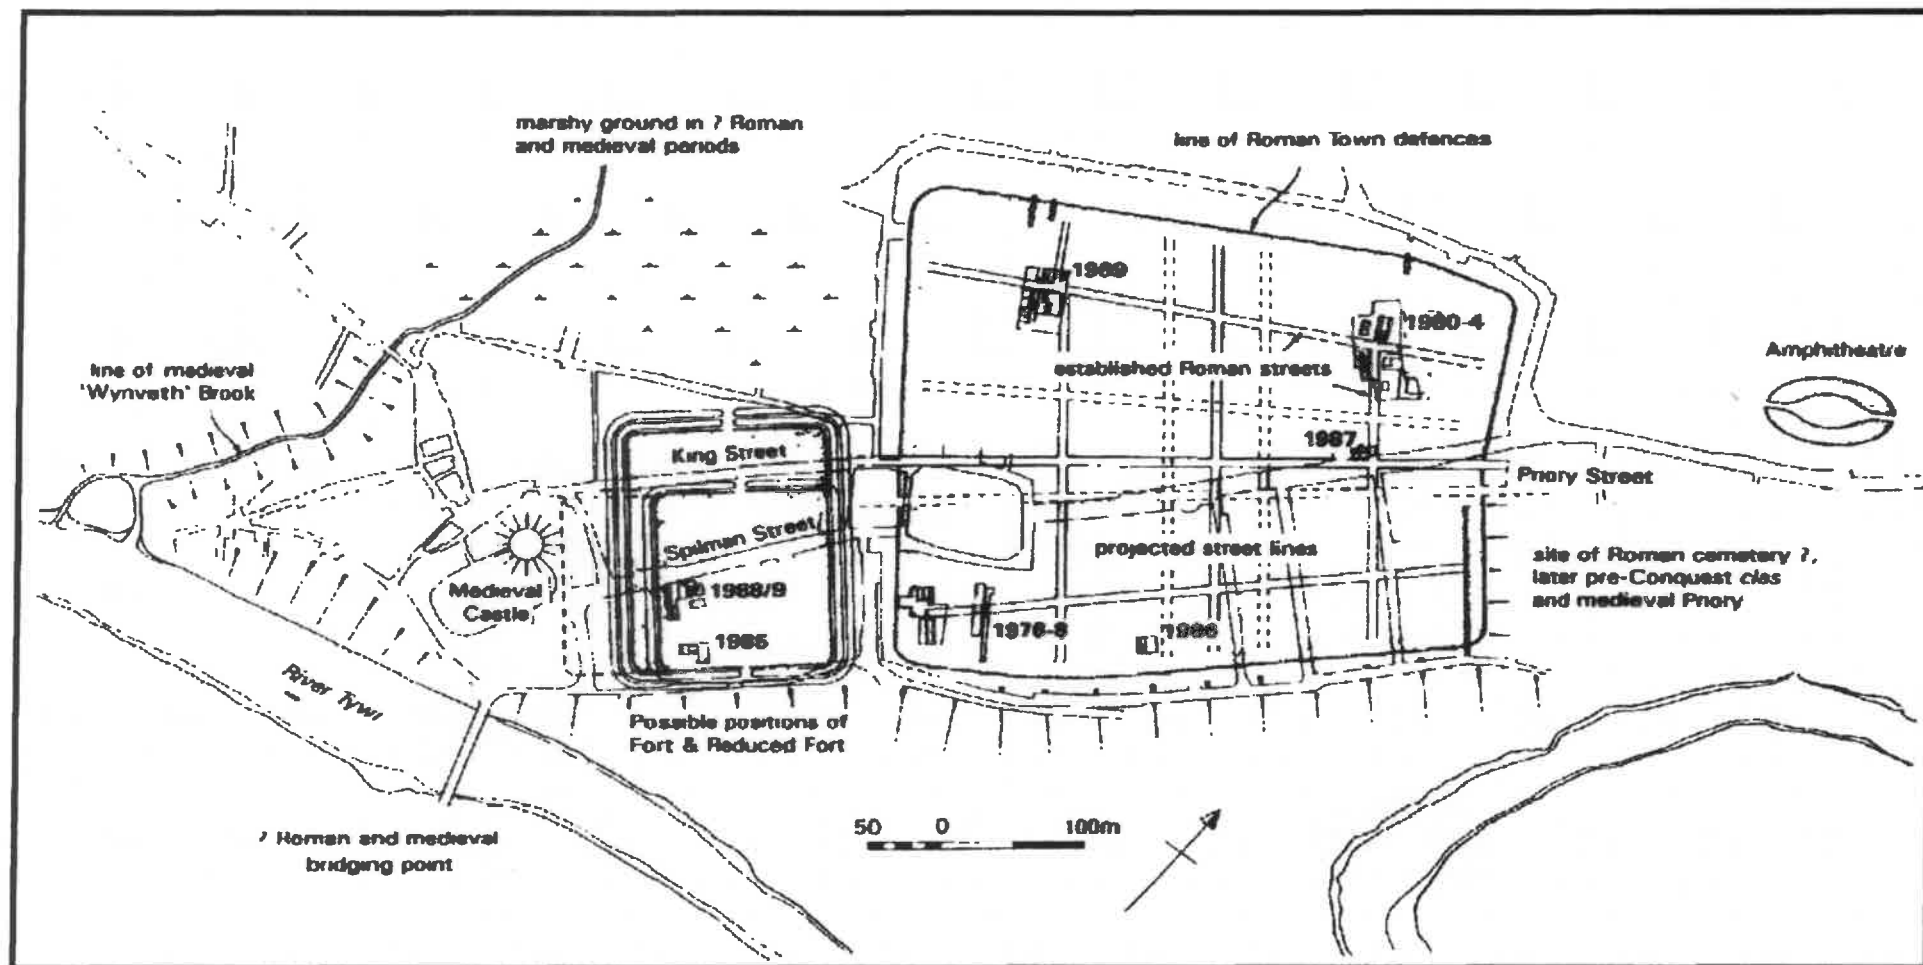 marshy ground in ? Roman
and medieval periods
line of Roman Town defences
1969
1980-4
Amphitheatre
line of medieval
'Wynveth' Brook
established Roman streets
1987
King Street
Priory Street
Spilman Street
projected street lines
site of Roman cemetery ?,
later pre-Conquest clas
and medieval Priory
Medieval
Castle
1988/9
1985
1976-8
1986
River Tywi
Possible positions of
Fort & Reduced Fort
? Roman and medieval
bridging point
50 0 100m